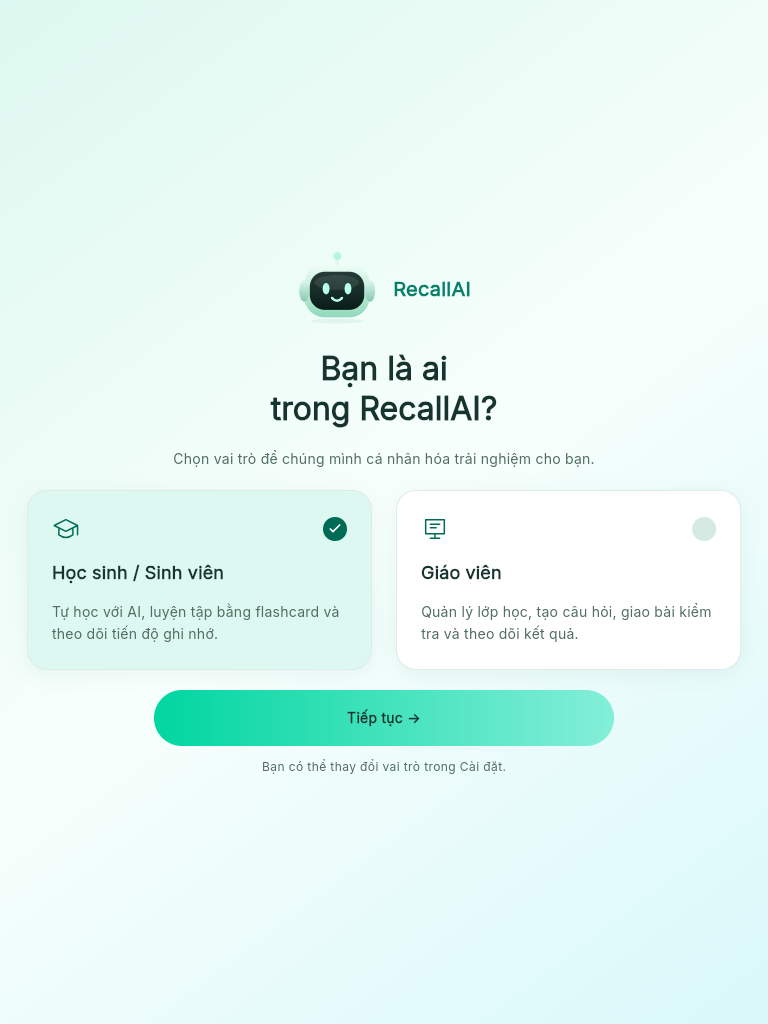 RecallAI
Bạn là ai
trong RecallAI?
Chọn vai trò để chúng mình cá nhân hóa trải nghiệm cho bạn.
Học sinh / Sinh viên
Tự học với AI, luyện tập bằng flashcard và
theo dõi tiến độ ghi nhớ.
Giáo viên
Quản lý lớp học, tạo câu hỏi, giao bài kiểm
tra và theo dõi kết quả.
Tiếp tục →
Bạn có thể thay đổi vai trò trong Cài đặt.